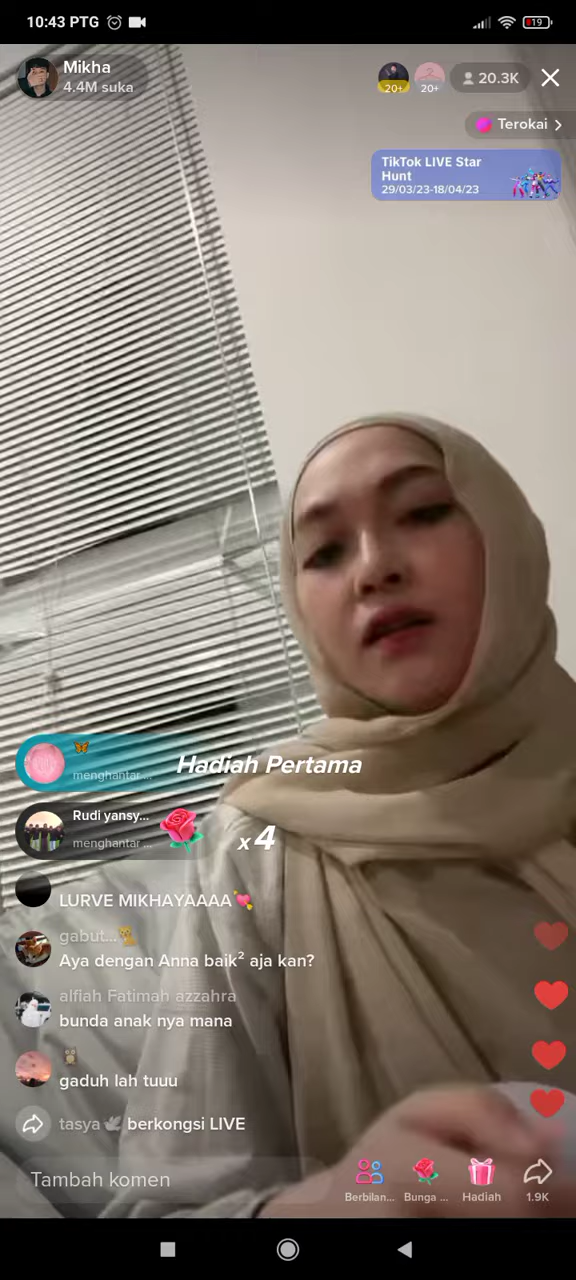 10:43 PTG
19
Mikha
4.4M suka
20+
20+
20.3K
Terokai
TikTok LIVE Star
Hunt
29/03/23-18/04/23
🦋
menghantar ...
Hadiah Pertama
Rudi yansy...
menghantar ...
x4
LURVE MIKHAYAAAA💘
gabut...🐈
Aya dengan Anna baik² aja kan?
alfiah Fatimah azzahra
bunda anak nya mana
🦉
gaduh lah tuuu
tasya🕊 berkongsi LIVE
Tambah komen
Berbilan...
Bunga ...
Hadiah
1.9K